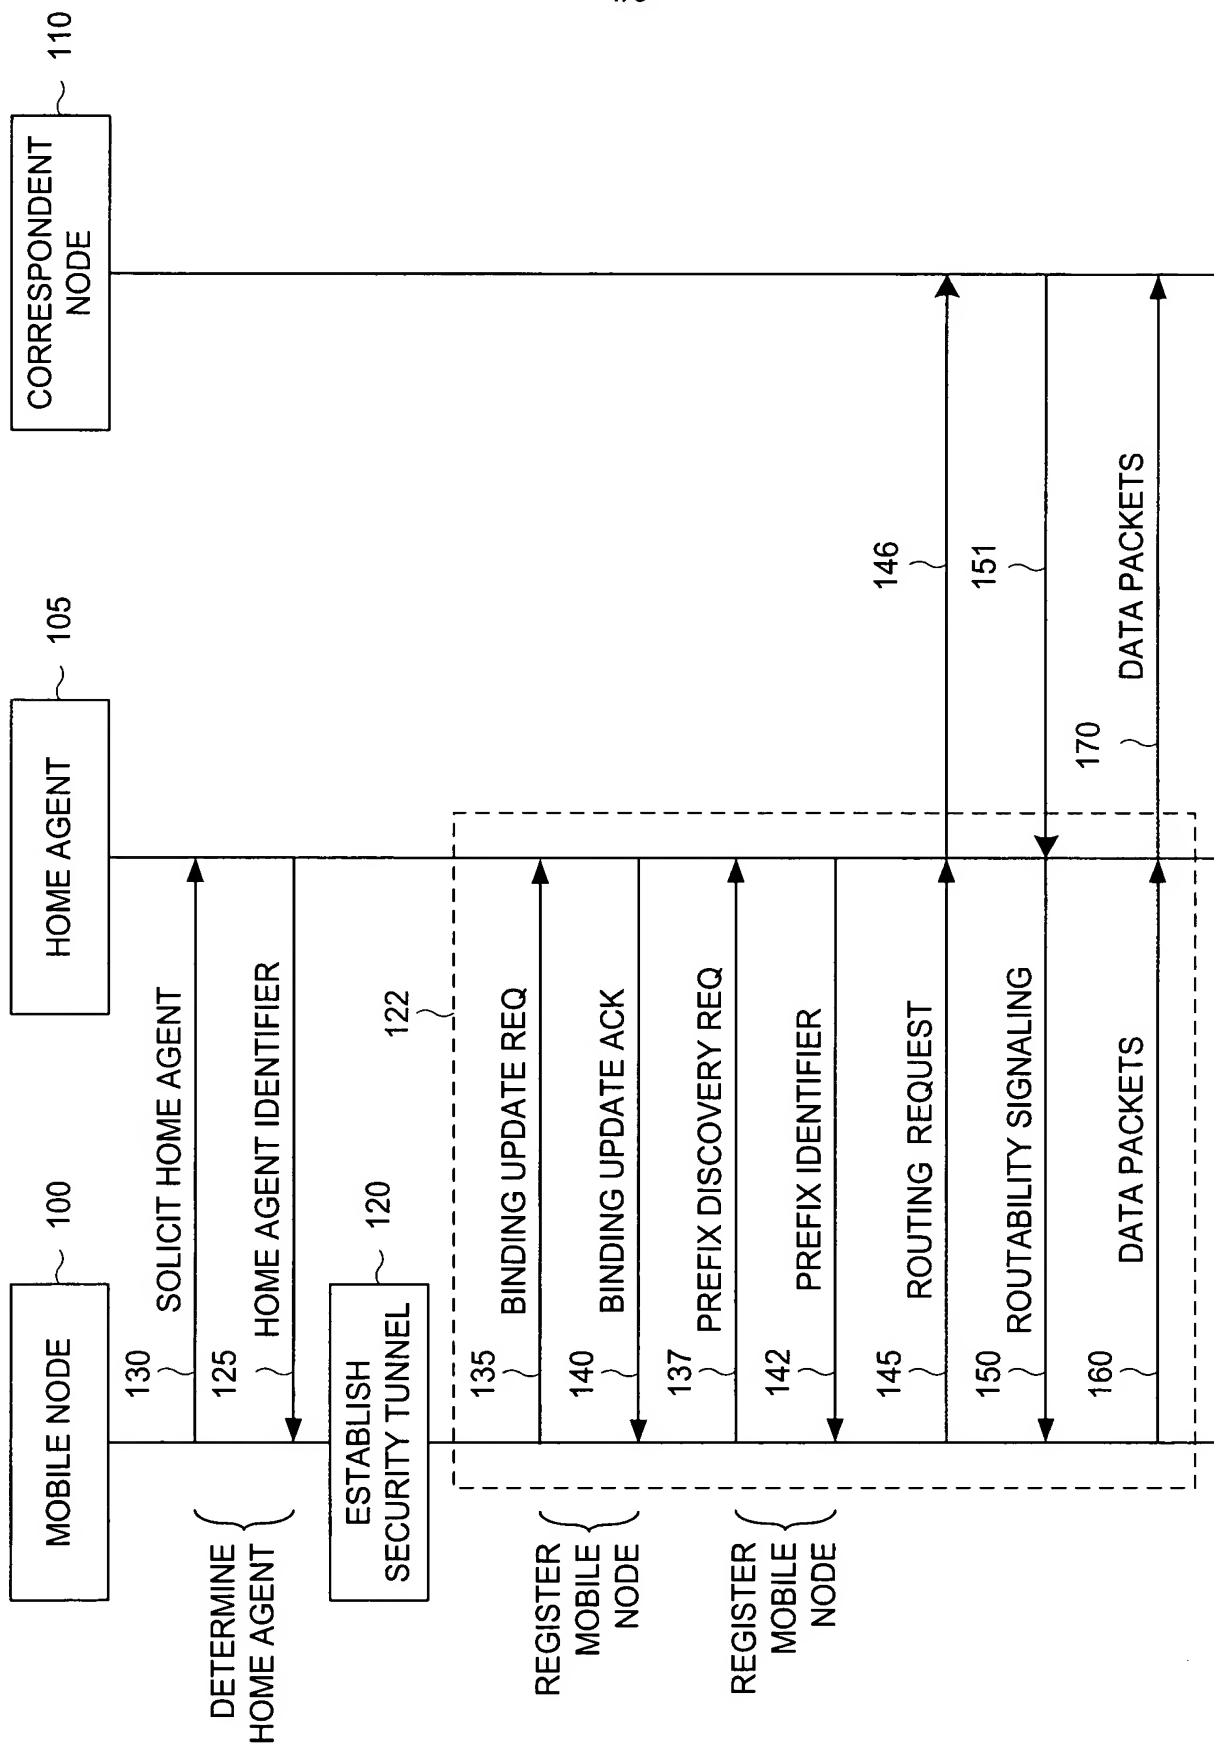 MOBILE NODE
100
HOME AGENT
105
CORRESPONDENT
NODE
110
DETERMINE
HOME AGENT
130
SOLICIT HOME AGENT
125
HOME AGENT IDENTIFIER
ESTABLISH
SECURITY TUNNEL
120
122
REGISTER
MOBILE
NODE
135
BINDING UPDATE REQ
140
BINDING UPDATE ACK
REGISTER
MOBILE
NODE
137
PREFIX DISCOVERY REQ
142
PREFIX IDENTIFIER
145
ROUTING REQUEST
146
150
ROUTABILITY SIGNALING
151
160
DATA PACKETS
170
DATA PACKETS